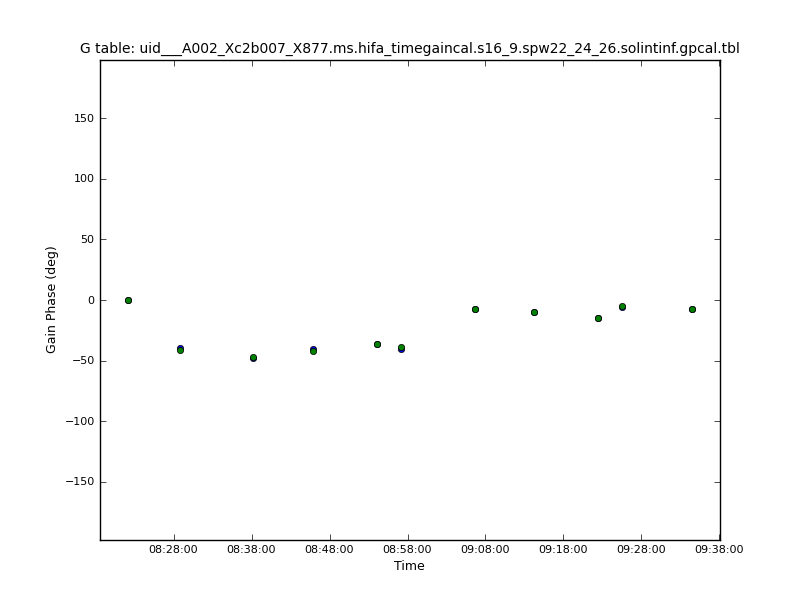 G table: uid___A002_Xc2b007_X877.ms.hifa_timegaincal.s16_9.spw22_24_26.solintinf.gpcal.tbl
150
100
50
0
−50
−100
−150
Gain Phase (deg)
08:28:00 08:38:00 08:48:00 08:58:00 09:08:00 09:18:00 09:28:00 09:38:00
Time